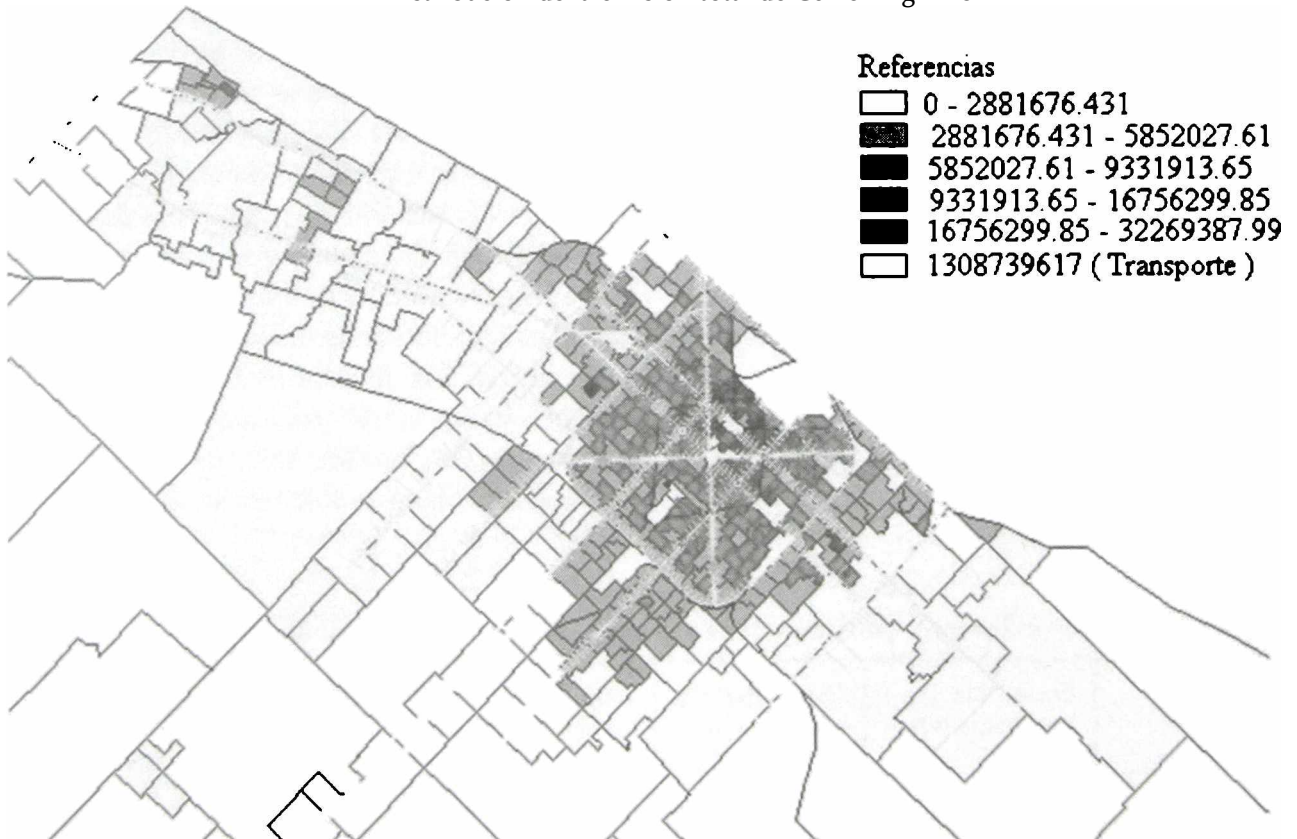 Referencias
0 - 2881676.431
2881676.431 - 5852027.61
5852027.61 - 9331913.65
9331913.65 - 16756299.85
16756299.85 - 32269387.99
1308739617 ( Transporte )